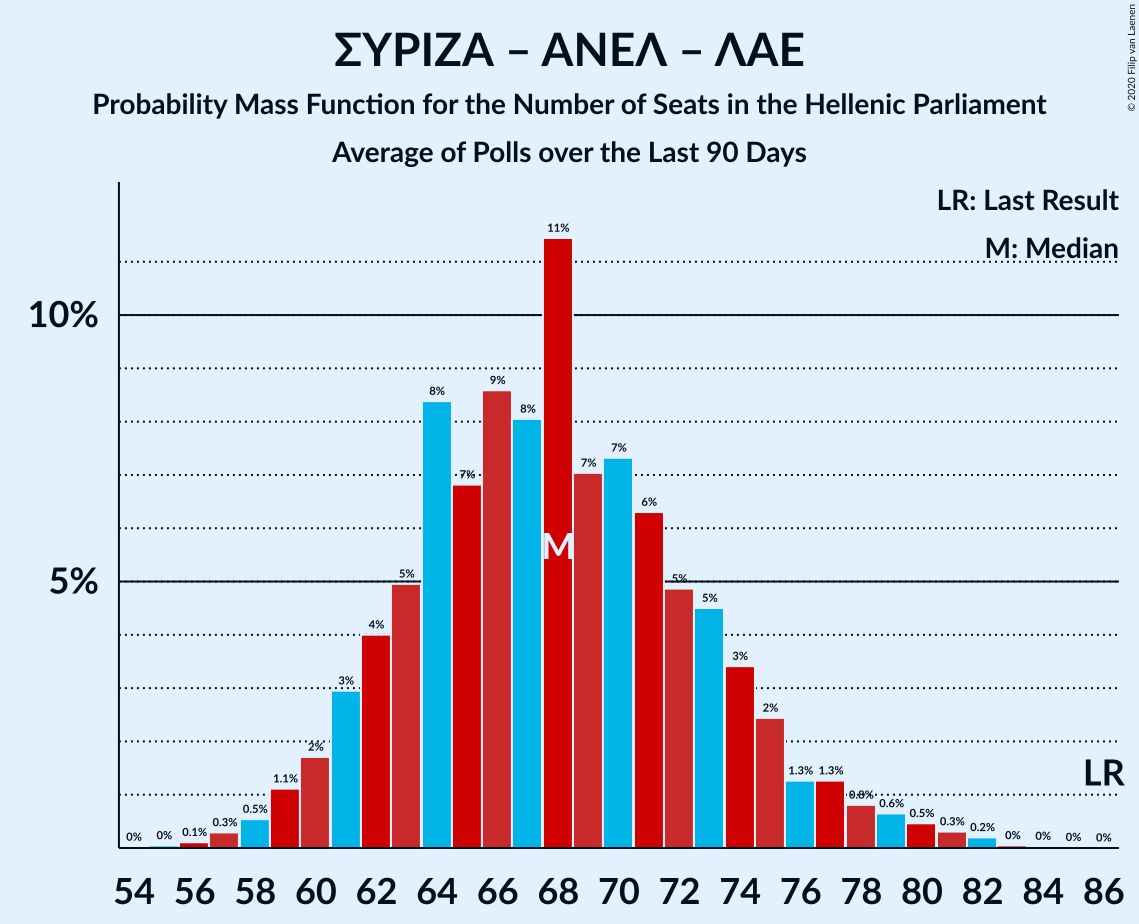 ΣΥΡΙΖΑ – ΑΝΕΛ – ΛΑΕ
Probability Mass Function for the Number of Seats in the Hellenic Parliament
Average of Polls over the Last 90 Days
© 2020 Filip van Laenen
LR: Last Result
M: Median
10%
5%
0% 0% 0.1% 0.3% 0.5% 1.1% 2% 3% 4% 5% 8% 7% 9% 8% 11% 7% 7% 6% 5% 5% 3% 2% 1.3% 1.3% 0.8% 0.6% 0.5% 0.3% 0.2% 0% 0% 0% 0%
M
LR
54 56 58 60 62 64 66 68 70 72 74 76 78 80 82 84 86